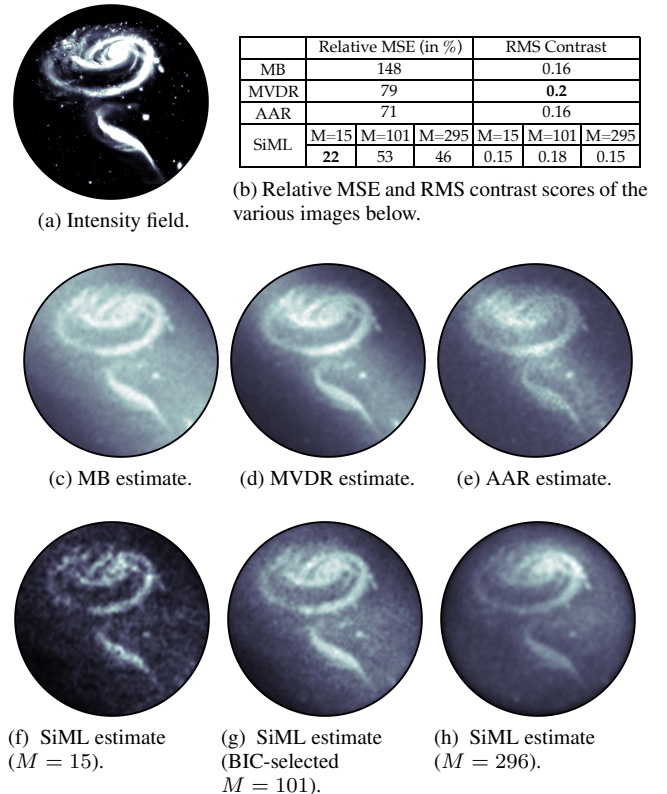 (a) Intensity field.
Relative MSE (in %) RMS Contrast
MB 148 0.16
MVDR 79 0.2
AAR 71 0.16
SiML M=15 M=101 M=295 M=15 M=101 M=295
22 53 46 0.15 0.18 0.15
(b) Relative MSE and RMS contrast scores of the
various images below.
(c) MB estimate.
(d) MVDR estimate.
(e) AAR estimate.
(f) SiML estimate
(M = 15).
(g) SiML estimate
(BIC-selected
M = 101).
(h) SiML estimate
(M = 296).